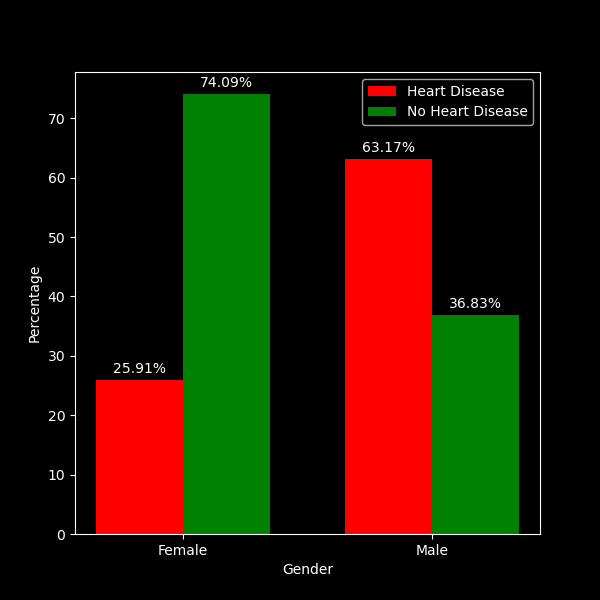 74.09%
Heart Disease
No Heart Disease
70
63.17%
60
50
40
36.83%
30
25.91%
20
10
0
Percentage
Female
Male
Gender